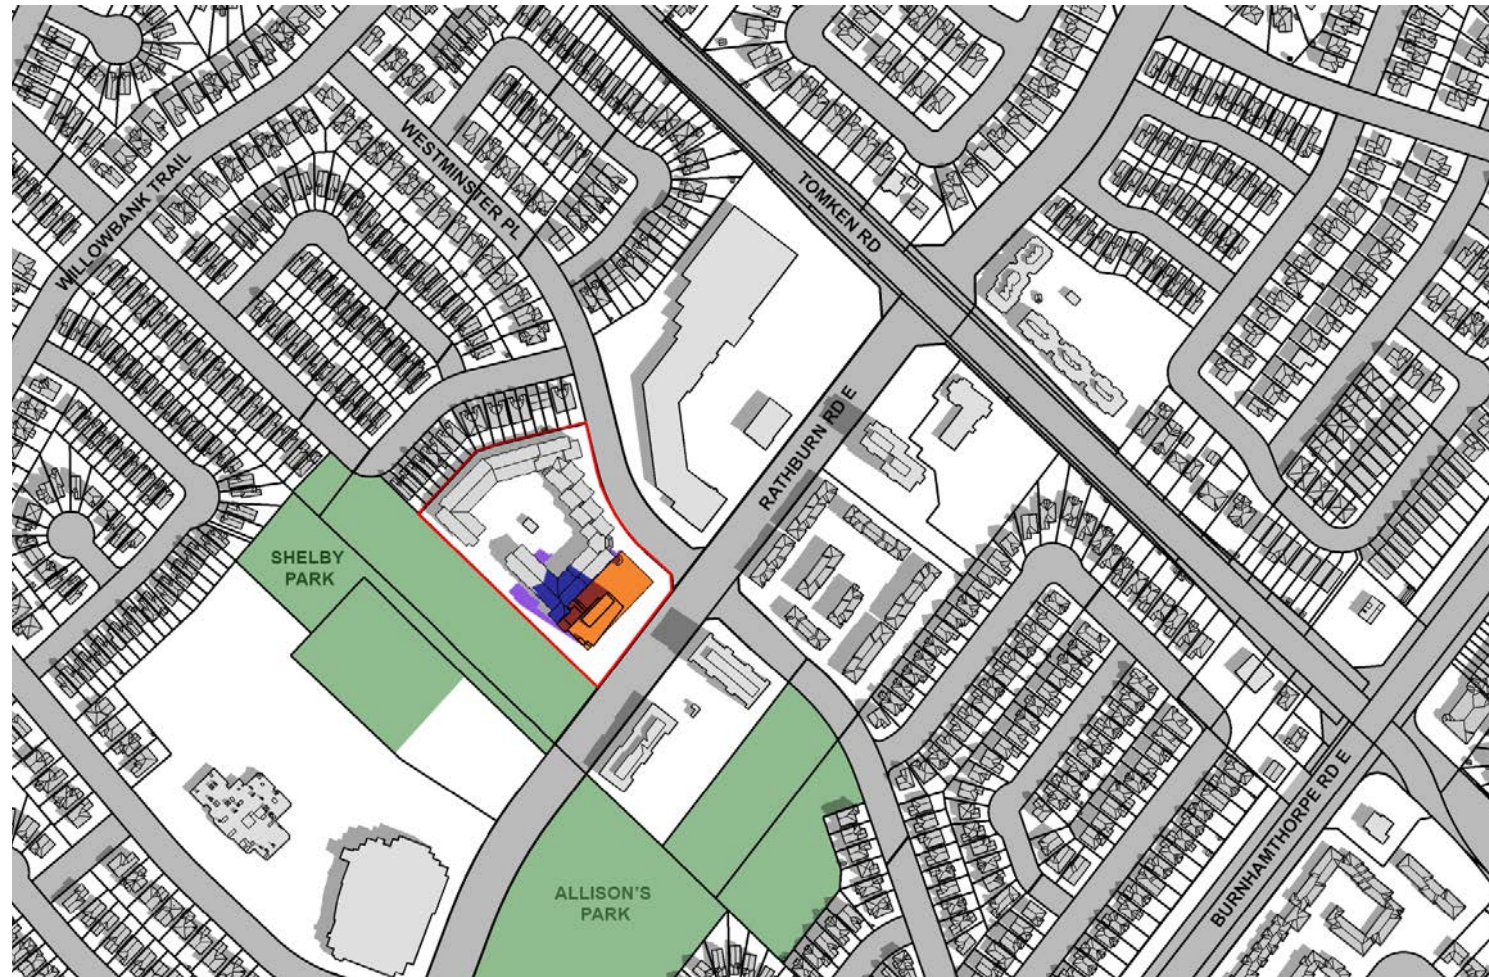 WESTMINSTER PL
WILLOWBANK TRAIL
TOMKEN RD
RATHBURN RD E
SHELBY
PARK
BURNHAMTHORPE RD E
ALLISON'S
PARK